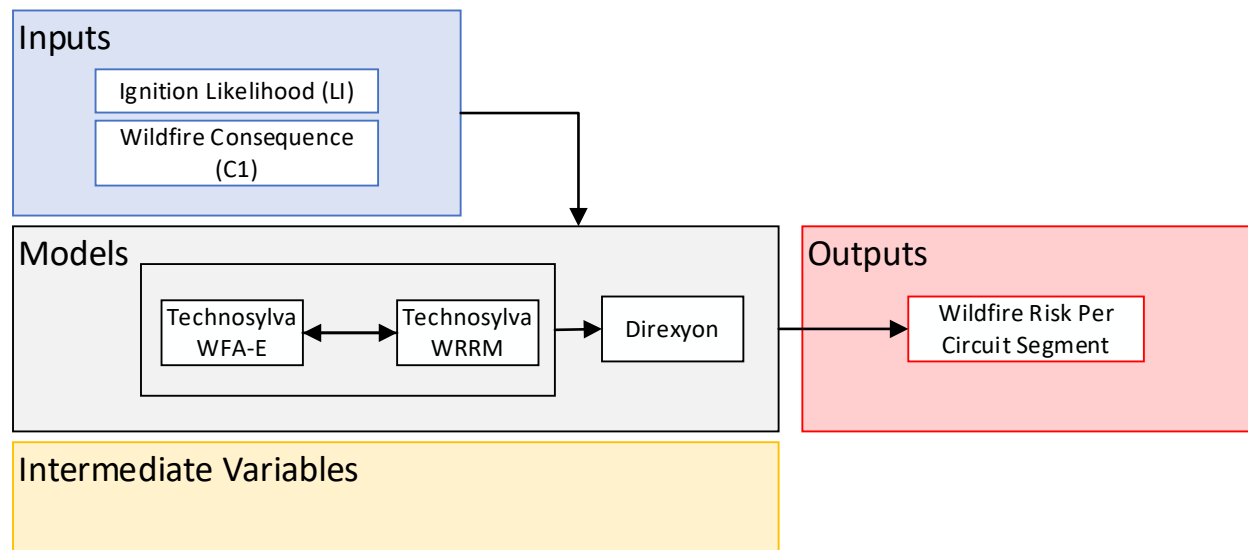 Inputs
Ignition Likelihood (LI)
Wildfire Consequence
(C1)
Models
Technosylva
WFA-E
Technosylva
WRRM
Direxyon
Outputs
Wildfire Risk Per
Circuit Segment
Intermediate Variables